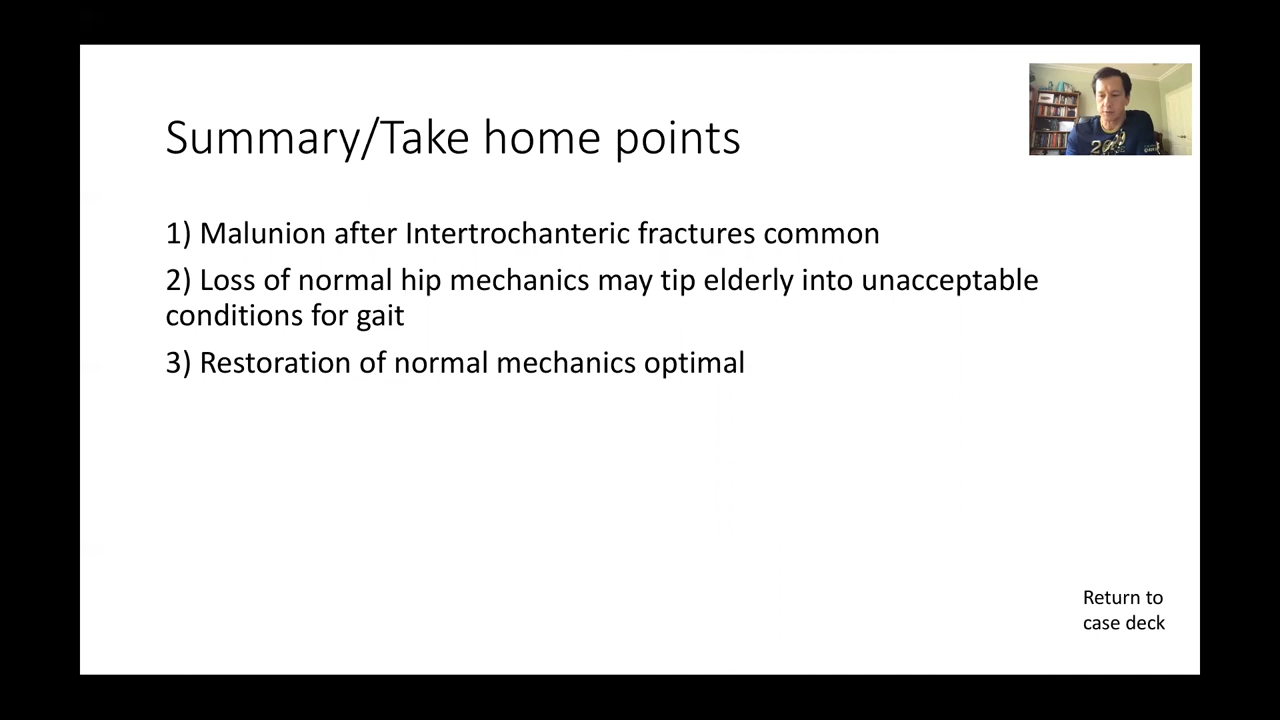 Summary/Take home points
1) Malunion after Intertrochanteric fractures common
2) Loss of normal hip mechanics may tip elderly into unacceptable
conditions for gait
3) Restoration of normal mechanics optimal
Return to
case deck